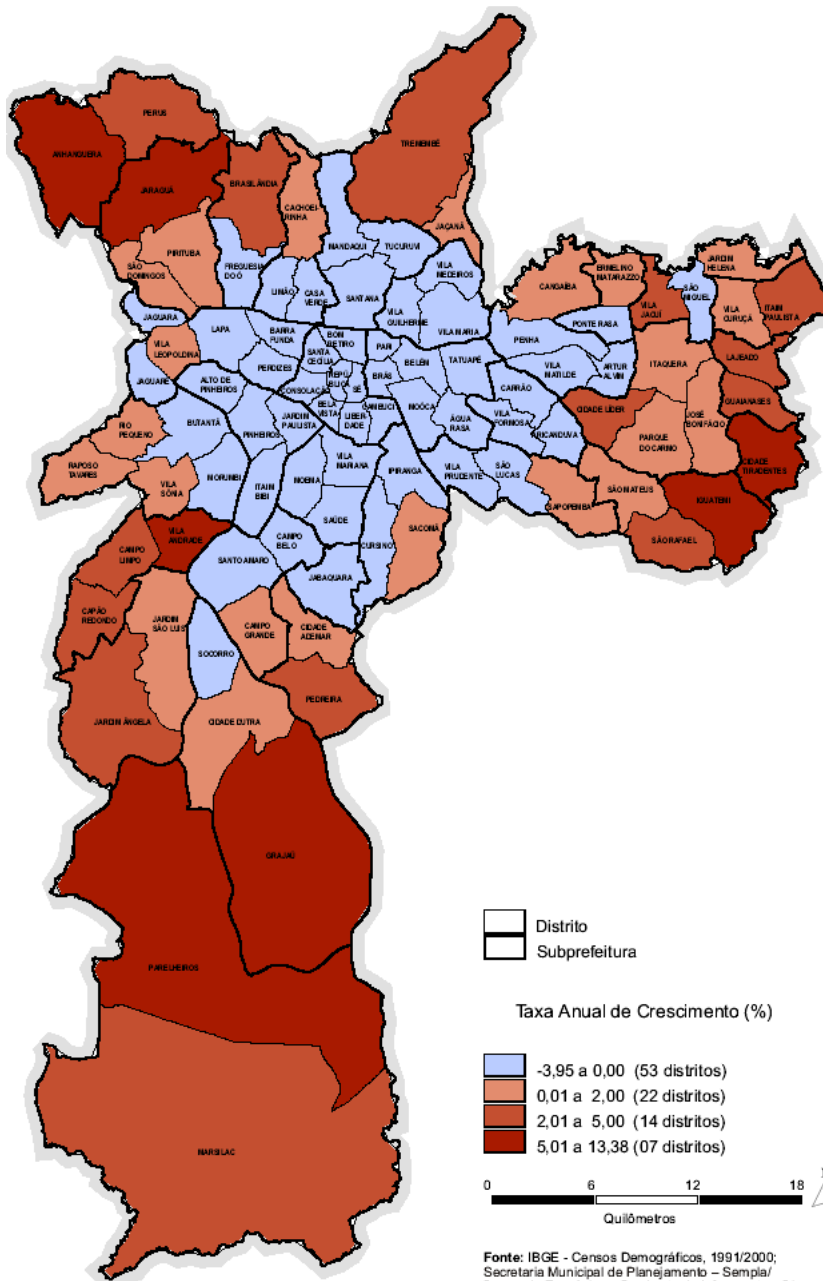 PERUS
TREMEMBÉ
ANHANGUERA
JARAGUÁ
BRASILÂNDIA
CACHOEI-
RINHA
JAÇANÃ
MANDAQUI
TUCURUVI
PIRITUBA
SÃO
DOMINGOS
FREGUESIA
DO Ó
VILA
MEDEIROS
LIMÃO
CASA
VERDE
SANTANA
VILA
GUILHERME
VILA MARIA
CANGAÍBA
ERMELINO
MATARAZZO
VILA
JACUÍ
SÃO
MIGUEL
JARDIM
HELENA
VILA
CURUÇÁ
ITAIM
PAULISTA
JAGUARA
LAPA
BARRA
FUNDA
BOM
RETIRO
PARI
PENHA
PONTE RASA
VILA
LEOPOLDINA
PERDIZES
SANTA
CECÍLIA
REPÚ-
BLICA
SÉ
BRÁS
BELÉM
TATUAPÉ
VILA
MATILDE
ARTUR
ALVIM
ITAQUERA
LAJEADO
JAGUARÉ
ALTO DE
PINHEIROS
CONSOLAÇÃO
BELA
VISTA
LIBER
DADE
CAMBUCI
MOÓCA
ÁGUA
RASA
CARRÃO
VILA
FORMOSA
ARICANDUVA
CIDADE LÍDER
PARQUE
DO CARMO
JOSÉ
BONIFÁCIO
GUAIANASES
CIDADE
TIRADENTES
RIO
PEQUENO
BUTANTÃ
PINHEIROS
JARDIM
PAULISTA
RAPOSO
TAVARES
VILA
SÔNIA
MORUMBI
ITAIM
BIBI
MOEMA
VILA
MARIANA
IPIRANGA
VILA
PRUDENTE
SÃO
LUCAS
SAPOPEMBA
SÃO MATEUS
IGUATEMI
SÃO RAFAEL
VILA
ANDRADE
CAMPO
LIMPO
SANTO AMARO
CAMPO
BELO
SAÚDE
CURSINO
SACOMÃ
JABAQUARA
CAPÃO
REDONDO
JARDIM
SÃO LUÍS
SOCORRO
CAMPO
GRANDE
CIDADE
ADEMAR
PEDREIRA
JARDIM ÂNGELA
CIDADE DUTRA
GRAJAÚ
PARELHEIROS
MARSILAC
Distrito
Subprefeitura
Taxa Anual de Crescimento (%)
-3,95 a 0,00 (53 distritos)
0,01 a 2,00 (22 distritos)
2,01 a 5,00 (14 distritos)
5,01 a 13,38 (07 distritos)
0 6 12 18
Quilômetros
Fonte: IBGE - Censos Demográficos, 1991/2000;
Secretaria Municipal de Planejamento – Sempla/